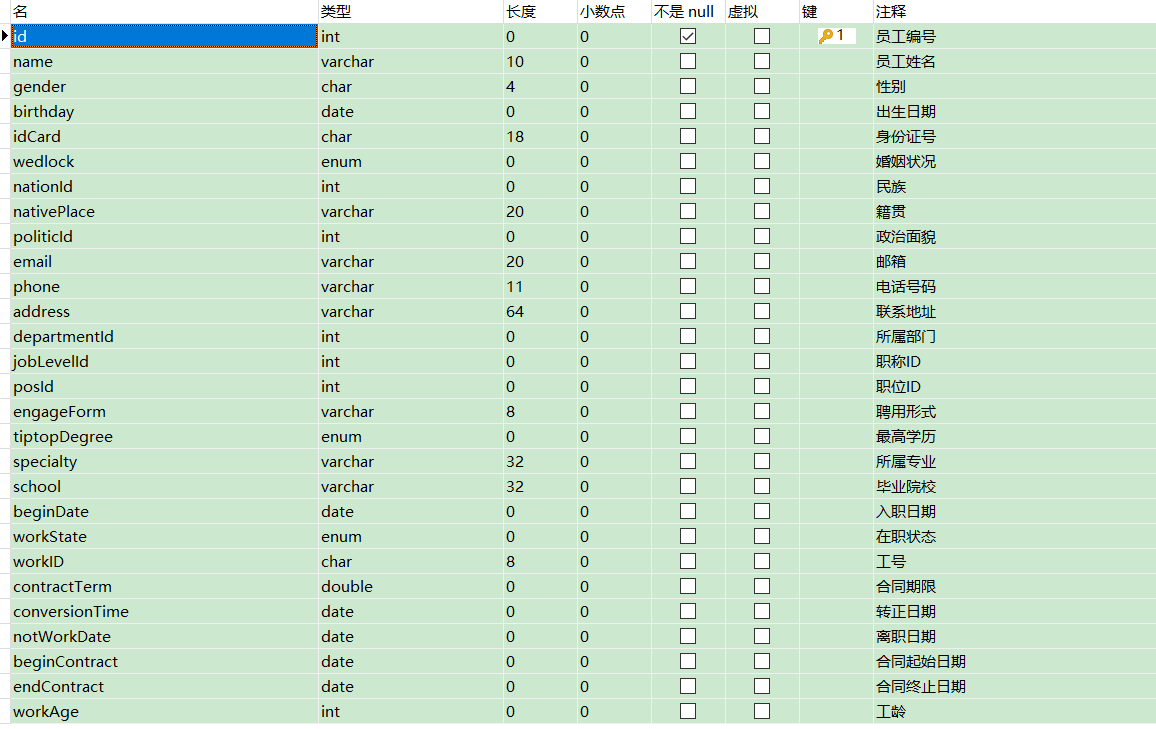 名 类型 长度 小数点 不是 null 虚拟 键 注释
id int 0 0 1 员工编号
name varchar 10 0 员工姓名
gender char 4 0 性别
birthday date 0 0 出生日期
idCard char 18 0 身份证号
wedlock enum 0 0 婚姻状况
nationId int 0 0 民族
nativePlace varchar 20 0 籍贯
politicId int 0 0 政治面貌
email varchar 20 0 邮箱
phone varchar 11 0 电话号码
address varchar 64 0 联系地址
departmentId int 0 0 所属部门
jobLevelId int 0 0 职称ID
posId int 0 0 职位ID
engageForm varchar 8 0 聘用形式
tiptopDegree enum 0 0 最高学历
specialty varchar 32 0 所属专业
school varchar 32 0 毕业院校
beginDate date 0 0 入职日期
workState enum 0 0 在职状态
workID char 8 0 工号
contractTerm double 0 0 合同期限
conversionTime date 0 0 转正日期
notWorkDate date 0 0 离职日期
beginContract date 0 0 合同起始日期
endContract date 0 0 合同终止日期
workAge int 0 0 工龄